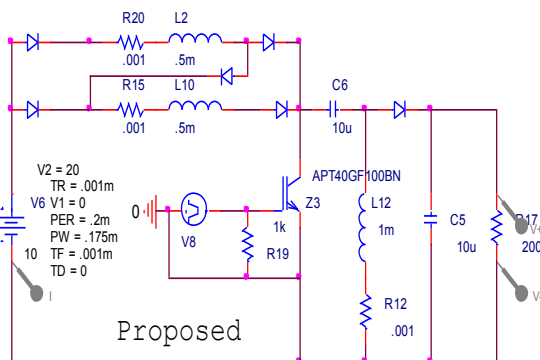 R20 L2
.001 .5m
R15 L10
.001 .5m
C6
10u
V2 = 20
TR = .001m
V6 V1 = 0
PER = .2m
PW = .175m
10 TF = .001m
TD = 0
I
0
V8
APT40GF100BN
Z3
1k
R19
L12
1m
R12
.001
C5
10u
R17
200
V+
V-
Proposed